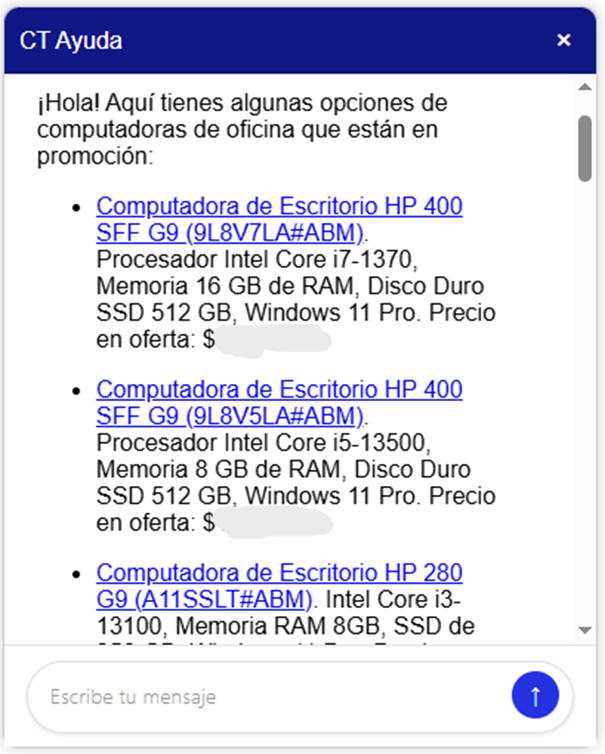 CT Ayuda
¡Hola! Aquí tienes algunas opciones de
computadoras de oficina que están en
promoción:
Computadora de Escritorio HP 400
SFF G9 (9L8V7LA#ABM).
Procesador Intel Core i7-1370,
Memoria 16 GB de RAM, Disco Duro
SSD 512 GB, Windows 11 Pro. Precio
en oferta: $
Computadora de Escritorio HP 400
SFF G9 (9L8V5LA#ABM).
Procesador Intel Core i5-13500,
Memoria 8 GB de RAM, Disco Duro
SSD 512 GB, Windows 11 Pro. Precio
en oferta: $
Computadora de Escritorio HP 280
G9 (A11SSLT#ABM). Intel Core i3-
13100, Memoria RAM 8GB, SSD de
Escribe tu mensaje